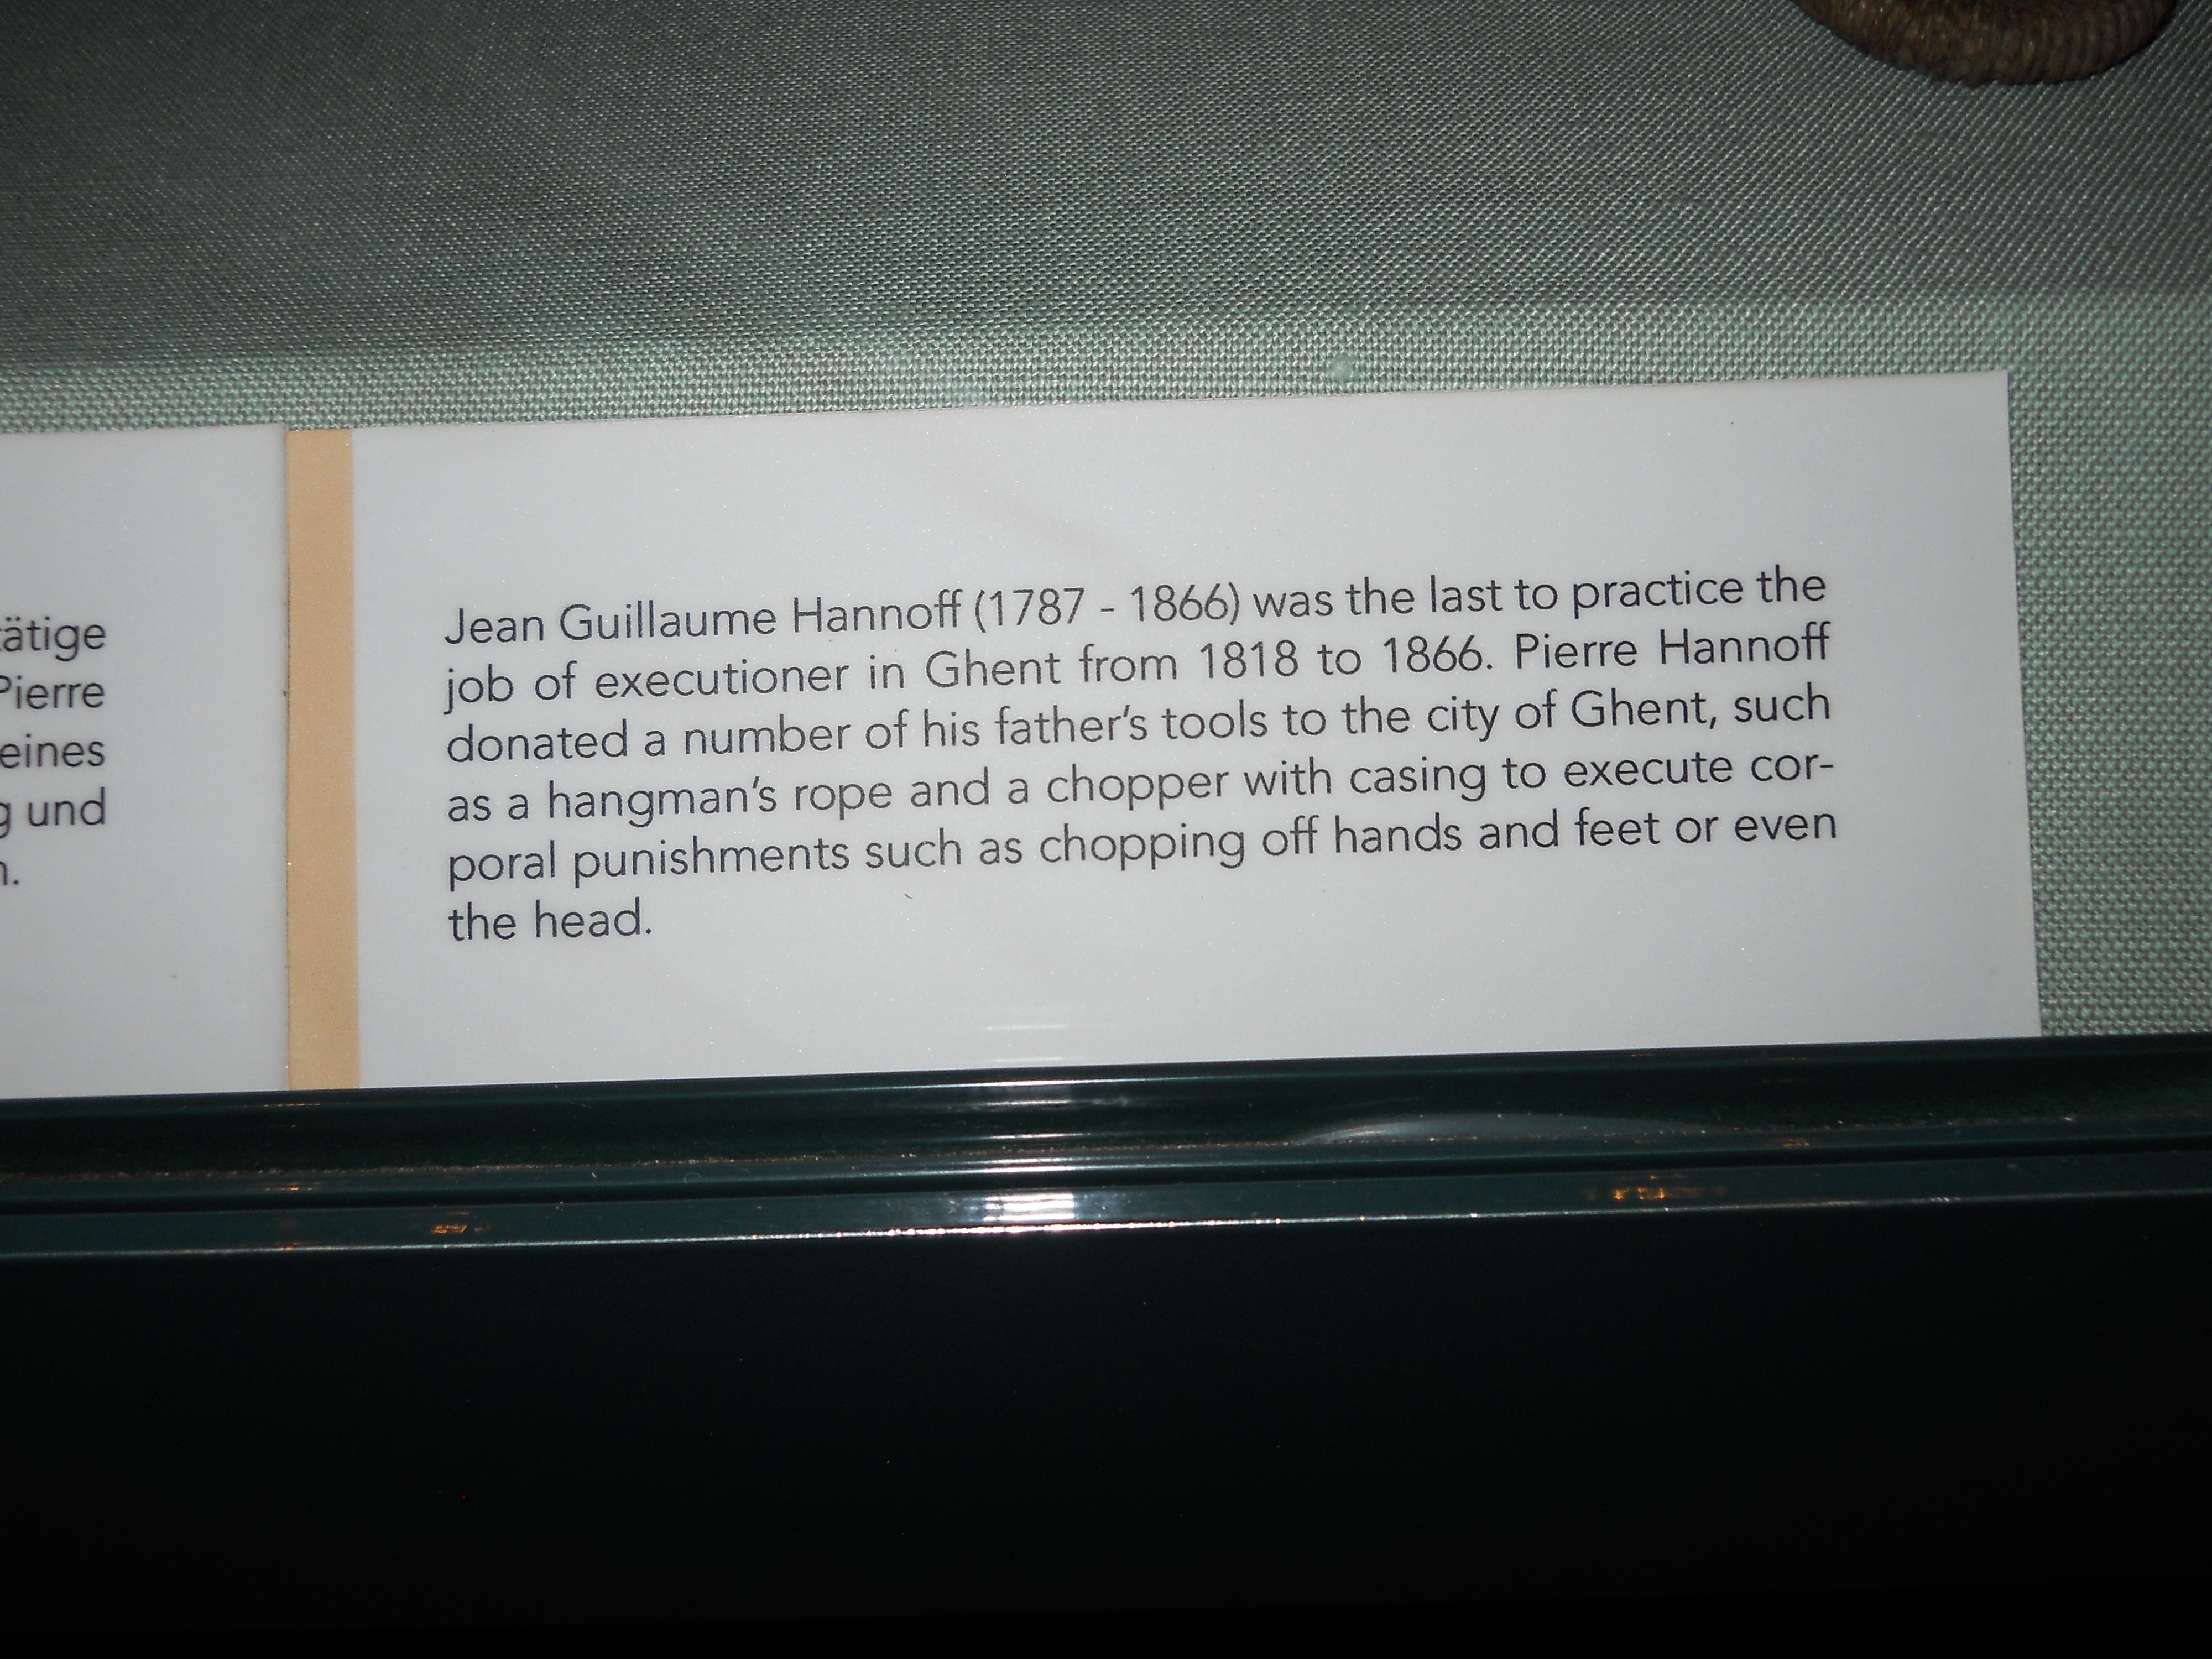 tätige
Pierre
eines
g und
n.
Jean Guillaume Hannoff (1787 - 1866) was the last to practice the
job of executioner in Ghent from 1818 to 1866. Pierre Hannoff
donated a number of his father's tools to the city of Ghent, such
as a hangman's rope and a chopper with casing to execute cor-
poral punishments such as chopping off hands and feet or even
the head.